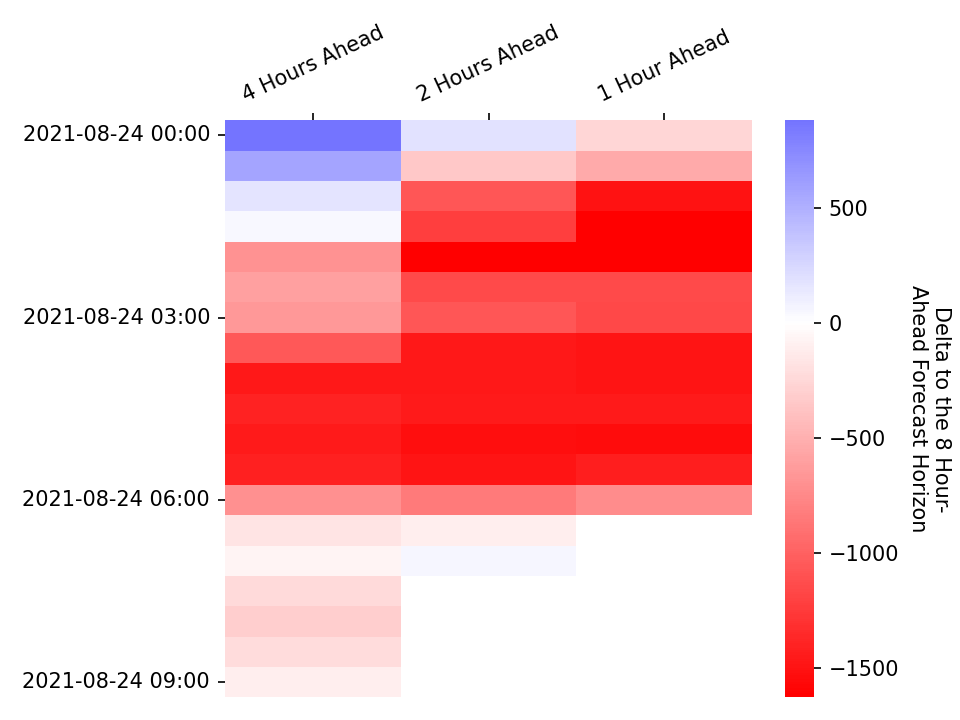 4 Hours Ahead
2 Hours Ahead
1 Hour Ahead
2021-08-24 00:00
2021-08-24 03:00
2021-08-24 06:00
2021-08-24 09:00
500
0
−500
−1000
−1500
Delta to the 8 Hour-
Ahead Forecast Horizon